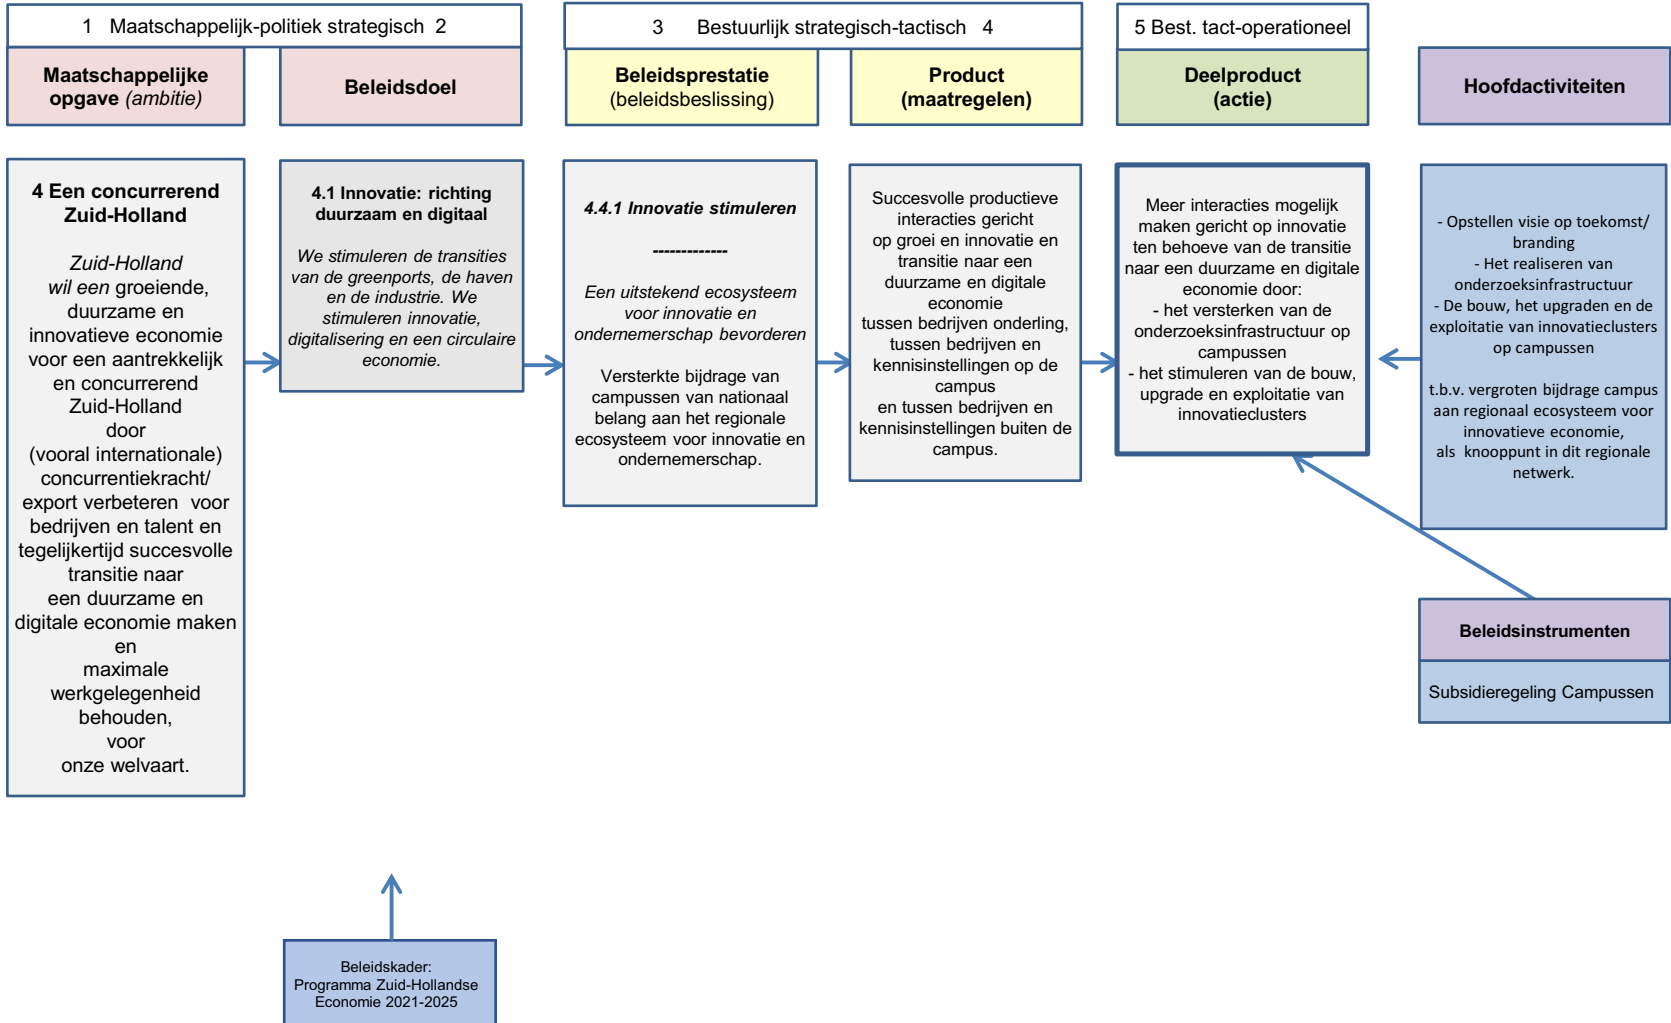 1 Maatschappelijk-politiek strategisch 2
3 Bestuurlijk strategisch-tactisch 4
5 Best. tact-operationeel
Maatschappelijke
opgave (ambitie)
Beleidsdoel
Beleidsprestatie
(beleidsbeslissing)
Product
(maatregelen)
Deelproduct
(actie)
Hoofdactiviteiten
4 Een concurrerend
Zuid-Holland
Zuid-Holland
wil een groeiende,
duurzame en
innovatieve economie
voor een aantrekkelijk
en concurrerend
Zuid-Holland
door
(vooral internationale)
concurrentiekracht/
export verbeteren voor
bedrijven en talent en
tegelijkertijd succesvolle
transitie naar
een duurzame en
digitale economie maken
en
maximale
werkgelegenheid
behouden,
voor
onze welvaart.
4.1 Innovatie: richting
duurzaam en digitaal
We stimuleren de transities
van de greenports, de haven
en de industrie. We
stimuleren innovatie,
digitalisering en een circulaire
economie.
4.4.1 Innovatie stimuleren
-------------
Een uitstekend ecosysteem
voor innovatie en
ondernemerschap bevorderen
Versterkte bijdrage van
campussen van nationaal
belang aan het regionale
ecosysteem voor innovatie en
ondernemerschap.
Succesvolle productieve
interacties gericht
op groei en innovatie en
transitie naar een
duurzame en digitale
economie
tussen bedrijven onderling,
tussen bedrijven en
kennisinstellingen op de
campus
en tussen bedrijven en
kennisinstellingen buiten de
campus.
Meer interacties mogelijk
maken gericht op innovatie
ten behoeve van de transitie
naar een duurzame en digitale
economie door:
- het versterken van de
onderzoeksinfrastructuur op
campussen
- het stimuleren van de bouw,
upgrade en exploitatie van
innovatieclusters
- Opstellen visie op toekomst/
branding
- Het realiseren van
onderzoeksinfrastructuur
- De bouw, het upgraden en de
exploitatie van innovatieclusters
op campussen
t.b.v. vergroten bijdrage campus
aan regionaal ecosysteem voor
innovatieve economie,
als knooppunt in dit regionale
netwerk.
Beleidsinstrumenten
Subsidieregeling Campussen
Beleidskader:
Programma Zuid-Hollandse
Economie 2021-2025